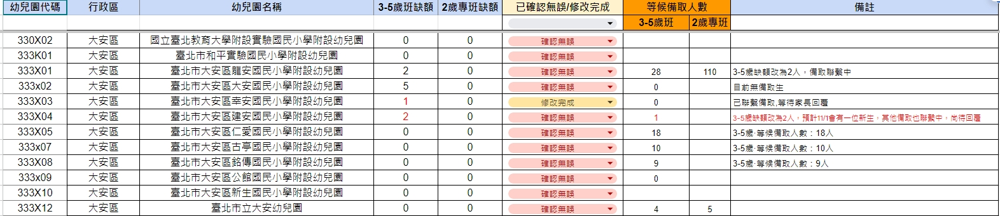 幼兒園代碼 行政區 幼兒園名稱 3-5歲班缺額 2歲專班缺額 已確認無誤/修改完成 等候備取人數 備註
3-5歲班 2歲專班
330X02 大安區 國立臺北教育大學附設實驗國民小學附設幼兒園 0 0 確認無誤
333K01 大安區 臺北市和平實驗國民小學附設幼兒園 0 0 確認無誤
333X01 大安區 臺北市大安區龍安國民小學附設幼兒園 2 0 確認無誤 28 110 3-5歲缺額改為2人，備取聯繫中
333x02 大安區 臺北市大安區大安國民小學附設幼兒園 5 0 確認無誤 0 目前無備取生
333X03 大安區 臺北市大安區幸安國民小學附設幼兒園 1 0 修改完成 0 已聯繫備取,等待家長回覆
333X04 大安區 臺北市大安區建安國民小學附設幼兒園 2 0 確認無誤 1 3-5歲缺額改為2人，預計11/1會有一位新生，其他備取也聯繫中，尚待回覆
333X05 大安區 臺北市大安區仁愛國民小學附設幼兒園 0 0 確認無誤 18 3-5歲·等候備取人數：18人
333x07 大安區 臺北市大安區古亭國民小學附設幼兒園 0 0 確認無誤 10 3-5歲·等候備取人數：10人
333X08 大安區 臺北市大安區銘傳國民小學附設幼兒園 0 0 確認無誤 9 3-5歲·等候備取人數：9人
333x09 大安區 臺北市大安區公館國民小學附設幼兒園 0 0 確認無誤 0
333X10 大安區 臺北市大安區新生國民小學附設幼兒園 0 0 確認無誤
333X12 大安區 臺北市立大安幼兒園 0 0 確認無誤 4 5